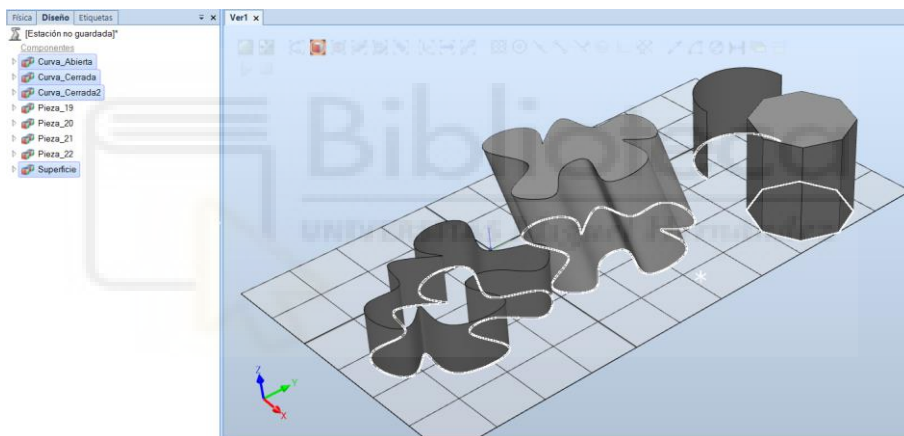 Física Diseño Etiquetas
[Estación no guardada]*
Componentes
Curva_Abierta
Curva_Cerrada
Curva_Cerrada2
Pieza_19
Pieza_20
Pieza_21
Pieza_22
Superficie
Ver1
Biblioteca
UNIVERSITAS Miguel Hernández
Z
Y
X